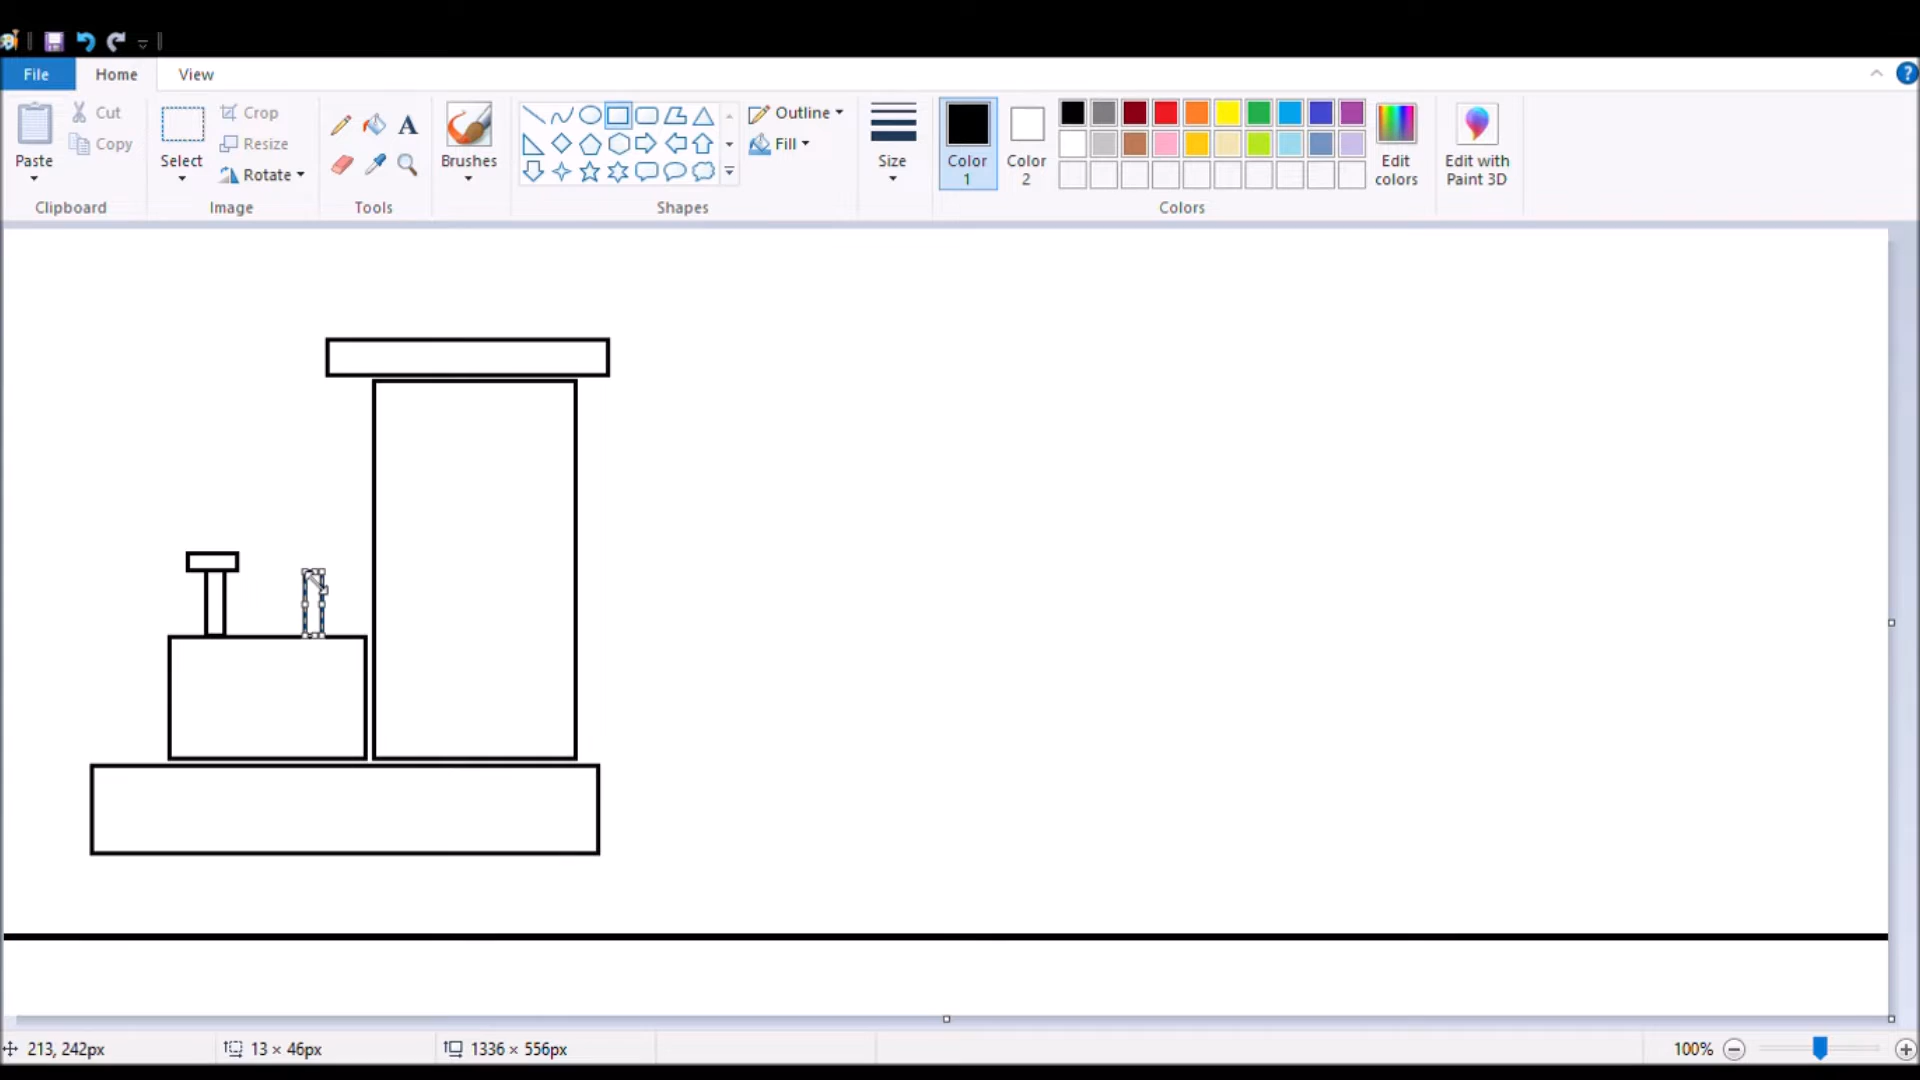 File Home View
Paste
Cut
Copy
Clipboard
Select
Crop
Resize
Rotate
Image
A
Tools
Brushes
Outline
Fill
Shapes
Size
Color
1
Color
2
Edit
colors
Colors
Edit with
Paint 3D
?
213, 242px 13 × 46px 1336 × 556px 100%